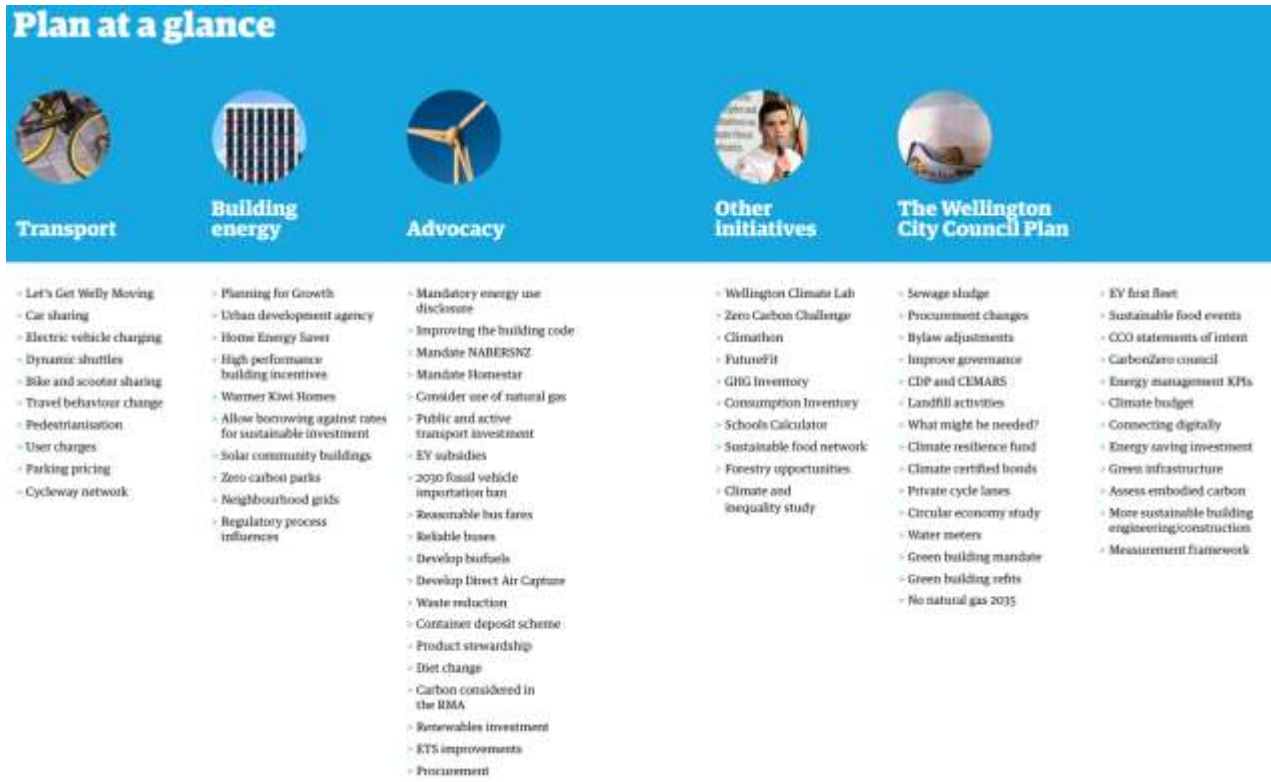 Plan at a glance
Transport
Building
energy
Advocacy
Other
initiatives
The Wellington
City Council Plan
> Let's Get Welly Moving
> Car sharing
> Electric vehicle charging
> Dynamic shuttles
> Bike and scooter sharing
> Travel behaviour change
> Pedestrianisation
> User charges
> Parking pricing
> Cycleway network
> Planning for Growth
> Urban development agency
> Home Energy Saver
> High performance
building incentives
> Warmer Kiwi Homes
> Allow borrowing against rates
for sustainable investment
> Solar community buildings
> Zero carbon parks
> Neighbourhood grids
> Regulatory process
influences
> Mandatory energy use
disclosure
> Improving the building code
> Mandate NABERSNZ
> Mandate Homestar
> Consider use of natural gas
> Public and active
transport investment
> EV subsidies
> 2030 fossil vehicle
importation ban
> Reasonable bus fares
> Reliable buses
> Develop biofuels
> Develop Direct Air Capture
> Waste reduction
> Container deposit scheme
> Product stewardship
> Diet change
> Carbon considered in
the RMA
> Renewables investment
> ETS improvements
> Procurement
> Wellington Climate Lab
> Zero Carbon Challenge
> Climathon
> FutureFit
> GHG Inventory
> Consumption Inventory
> Schools Calculator
> Sustainable food network
> Forestry opportunities
> Climate and
inequality study
> Sewage sludge
> Procurement changes
> Bylaw adjustments
> Improve governance
> CDP and CEMARS
> Landfill activities
> What might be needed?
> Climate resilience fund
> Climate certified bonds
> Private cycle lanes
> Circular economy study
> Water meters
> Green building mandate
> Green building refits
> No natural gas 2035
> EV first fleet
> Sustainable food events
> CCO statements of intent
> CarbonZero council
> Energy management KPIs
> Climate budget
> Connecting digitally
> Energy saving investment
> Green infrastructure
> Assess embodied carbon
> More sustainable building
engineering/construction
> Measurement framework